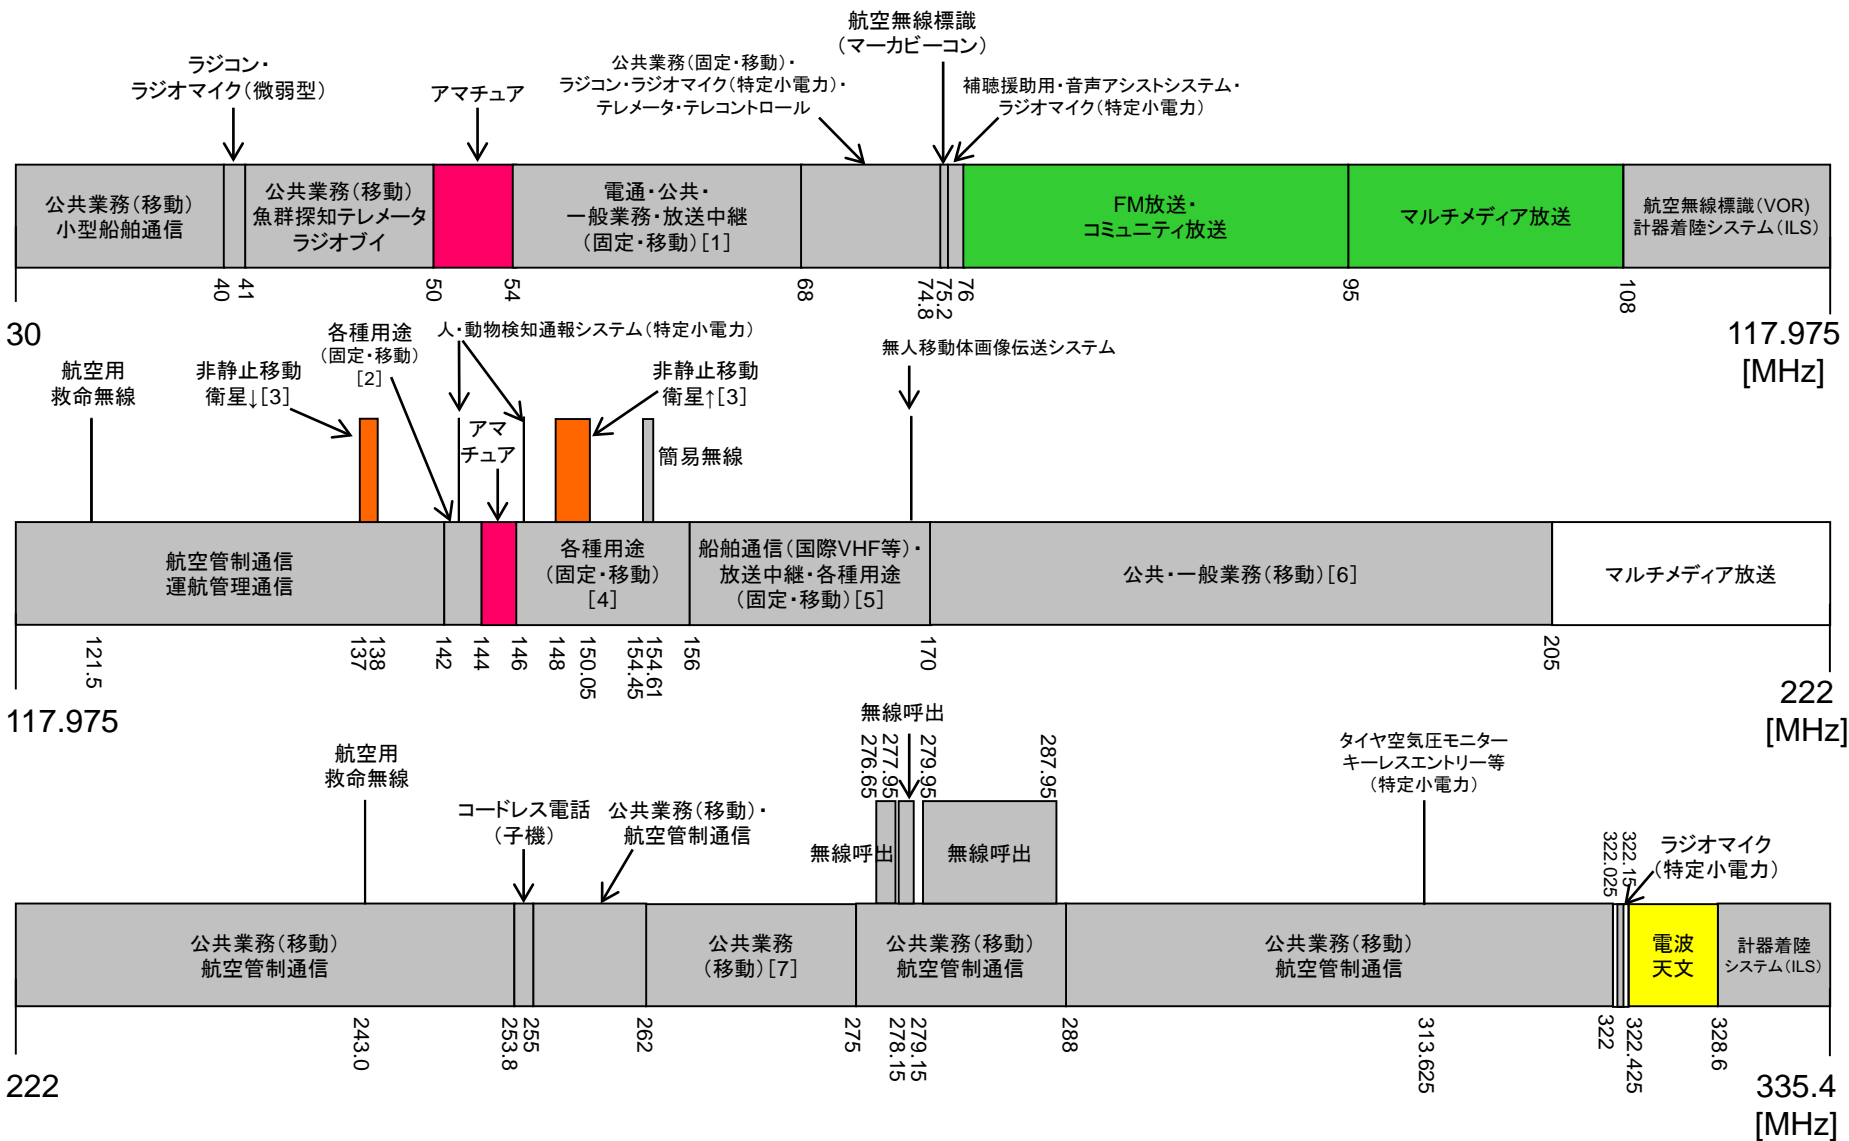 航空無線標識
(マーカビーコン)
公共業務(固定・移動)・
ラジコン・ラジオマイク(特定小電力)・
テレメータ・テレコントロール
ラジコン・
ラジオマイク(微弱型)
アマチュア
補聴援助用・音声アシストシステム・
ラジオマイク(特定小電力)
公共業務(移動)
小型船舶通信
公共業務(移動)
魚群探知テレメータ
ラジオブイ
電通・公共・
一般業務・放送中継
(固定・移動)[1]
FM放送・
コミュニティ放送
マルチメディア放送
航空無線標識(VOR)
計器着陸システム(ILS)
40
41
50
54
68
74.8
75.2
76
95
108
30
117.975
[MHz]
航空用
救命無線
非静止移動
衛星↓[3]
各種用途
(固定・移動)
[2]
人・動物検知通報システム(特定小電力)
アマ
チュア
非静止移動
衛星↑[3]
簡易無線
無人移動体画像伝送システム
航空管制通信
運航管理通信
各種用途
(固定・移動)
[4]
船舶通信(国際VHF等)・
放送中継・各種用途
(固定・移動)[5]
公共・一般業務(移動)[6]
マルチメディア放送
121.5
137
138
142
144
146
148
150.05
154.45
154.61
156
170
205
117.975
222
[MHz]
航空用
救命無線
コードレス電話
(子機)
公共業務(移動)・
航空管制通信
無線呼出
276.65
277.95
279.95
287.95
無線呼出
無線呼出
タイヤ空気圧モニター
キーレスエントリー等
(特定小電力)
322.025
322.15
ラジオマイク
(特定小電力)
公共業務(移動)
航空管制通信
公共業務
(移動)[7]
公共業務(移動)
航空管制通信
公共業務(移動)
航空管制通信
電波
天文
計器着陸
システム(ILS)
243.0
253.8
255
262
275
278.15
279.15
288
313.625
322
322.425
328.6
222
335.4
[MHz]